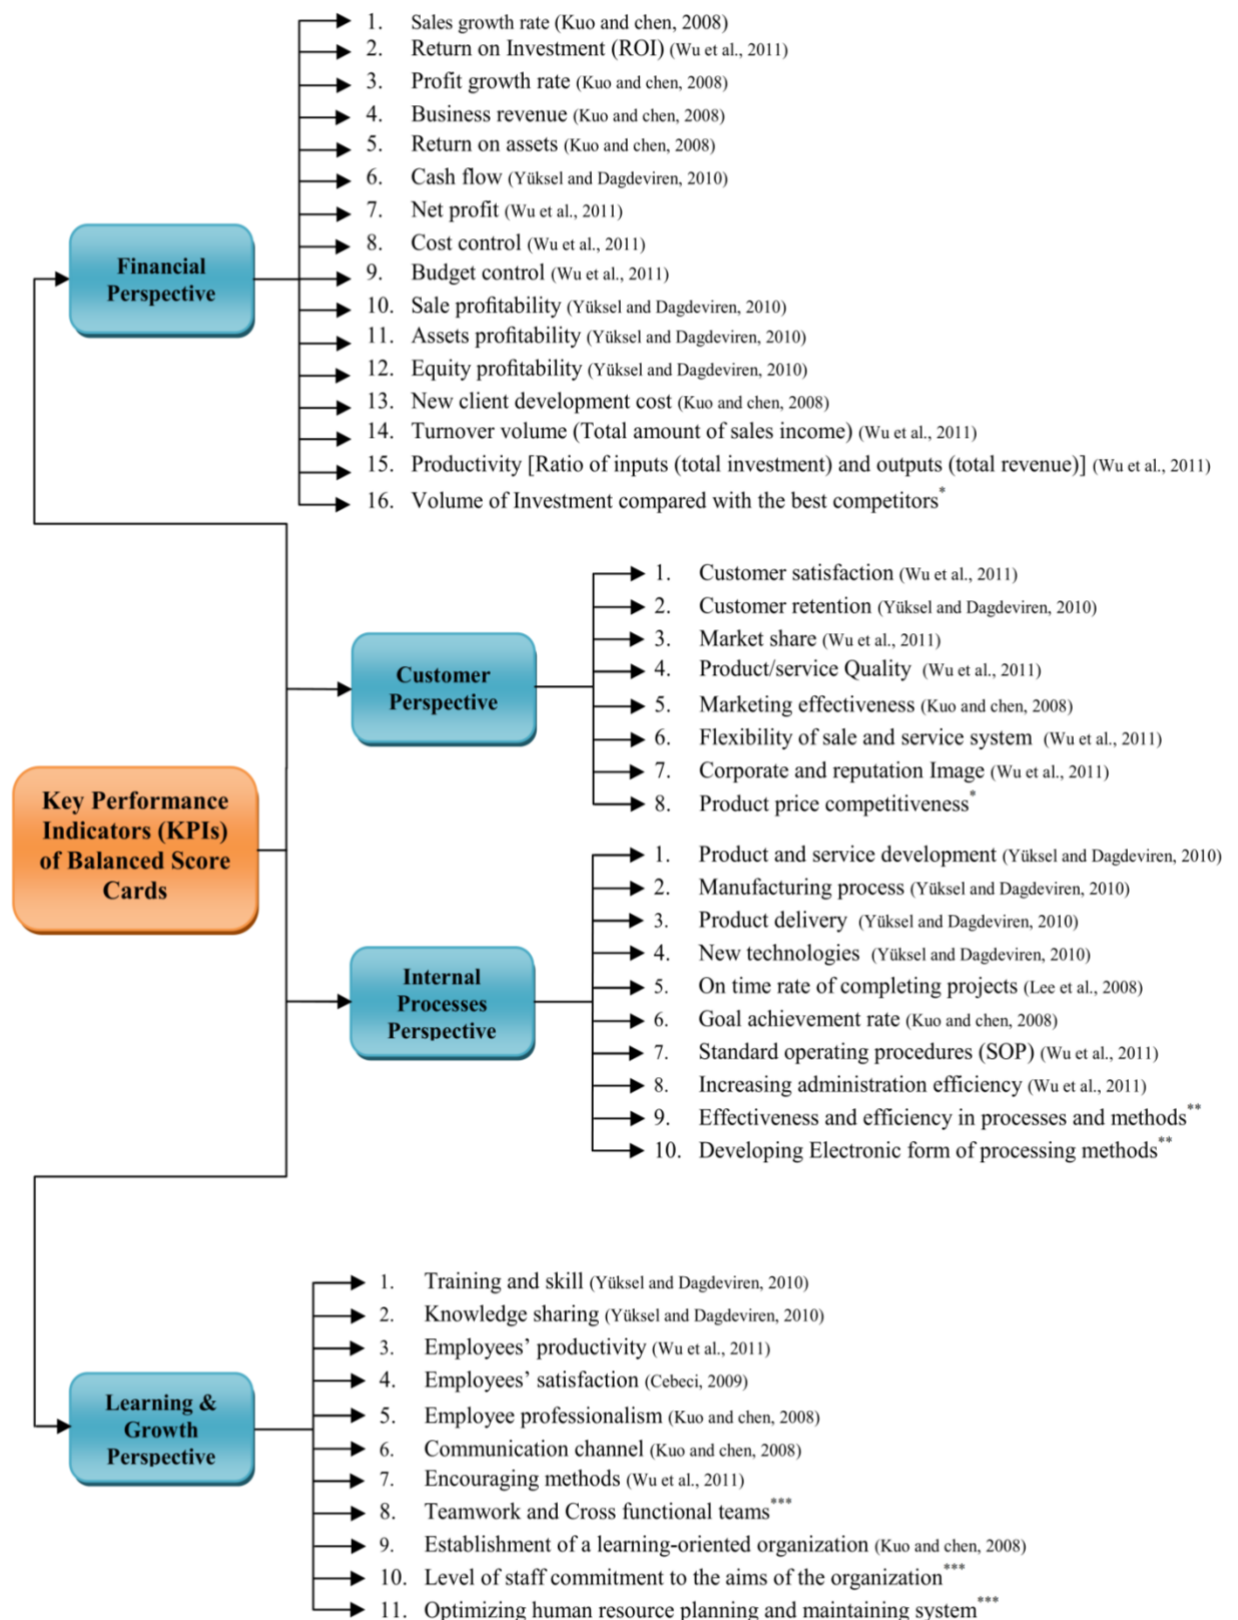 1. Sales growth rate (Kuo and chen, 2008)
2. Return on Investment (ROI) (Wu et al., 2011)
3. Profit growth rate (Kuo and chen, 2008)
4. Business revenue (Kuo and chen, 2008)
5. Return on assets (Kuo and chen, 2008)
6. Cash flow (Yüksel and Dagdeviren, 2010)
7. Net profit (Wu et al., 2011)
8. Cost control (Wu et al., 2011)
9. Budget control (Wu et al., 2011)
10. Sale profitability (Yüksel and Dagdeviren, 2010)
11. Assets profitability (Yüksel and Dagdeviren, 2010)
12. Equity profitability (Yüksel and Dagdeviren, 2010)
13. New client development cost (Kuo and chen, 2008)
14. Turnover volume (Total amount of sales income) (Wu et al., 2011)
15. Productivity [Ratio of inputs (total investment) and outputs (total revenue)] (Wu et al., 2011)
16. Volume of Investment compared with the best competitors*
Financial
Perspective
1. Customer satisfaction (Wu et al., 2011)
2. Customer retention (Yüksel and Dagdeviren, 2010)
3. Market share (Wu et al., 2011)
4. Product/service Quality (Wu et al., 2011)
5. Marketing effectiveness (Kuo and chen, 2008)
6. Flexibility of sale and service system (Wu et al., 2011)
7. Corporate and reputation Image (Wu et al., 2011)
8. Product price competitiveness*
Customer
Perspective
Key Performance
Indicators (KPIs)
of Balanced Score
Cards
1. Product and service development (Yüksel and Dagdeviren, 2010)
2. Manufacturing process (Yüksel and Dagdeviren, 2010)
3. Product delivery (Yüksel and Dagdeviren, 2010)
4. New technologies (Yüksel and Dagdeviren, 2010)
5. On time rate of completing projects (Lee et al., 2008)
6. Goal achievement rate (Kuo and chen, 2008)
7. Standard operating procedures (SOP) (Wu et al., 2011)
8. Increasing administration efficiency (Wu et al., 2011)
9. Effectiveness and efficiency in processes and methods**
10. Developing Electronic form of processing methods**
Internal
Processes
Perspective
1. Training and skill (Yüksel and Dagdeviren, 2010)
2. Knowledge sharing (Yüksel and Dagdeviren, 2010)
3. Employees' productivity (Wu et al., 2011)
4. Employees' satisfaction (Cebeci, 2009)
5. Employee professionalism (Kuo and chen, 2008)
6. Communication channel (Kuo and chen, 2008)
7. Encouraging methods (Wu et al., 2011)
8. Teamwork and Cross functional teams***
9. Establishment of a learning-oriented organization (Kuo and chen, 2008)
10. Level of staff commitment to the aims of the organization***
11. Optimizing human resource planning and maintaining system***
Learning &
Growth
Perspective